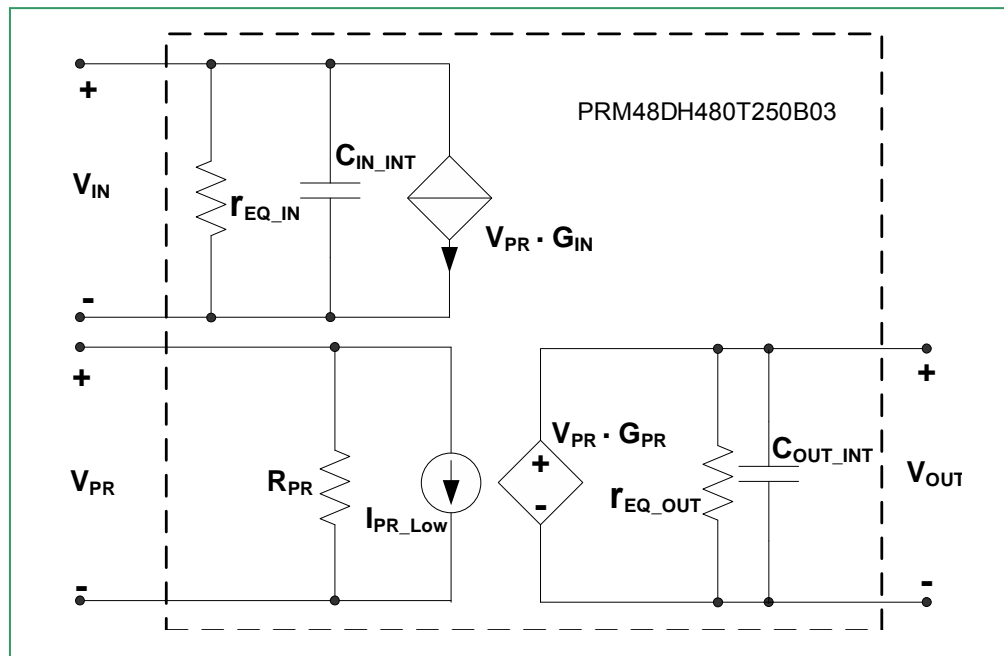 PRM48DH480T250B03
+
V_IN
-
r_EQ_IN
C_IN_INT
V_PR · G_IN
+
V_PR
-
R_PR
I_PR_Low
V_PR · G_PR
+
-
r_EQ_OUT
C_OUT_INT
+
V_OUT
-